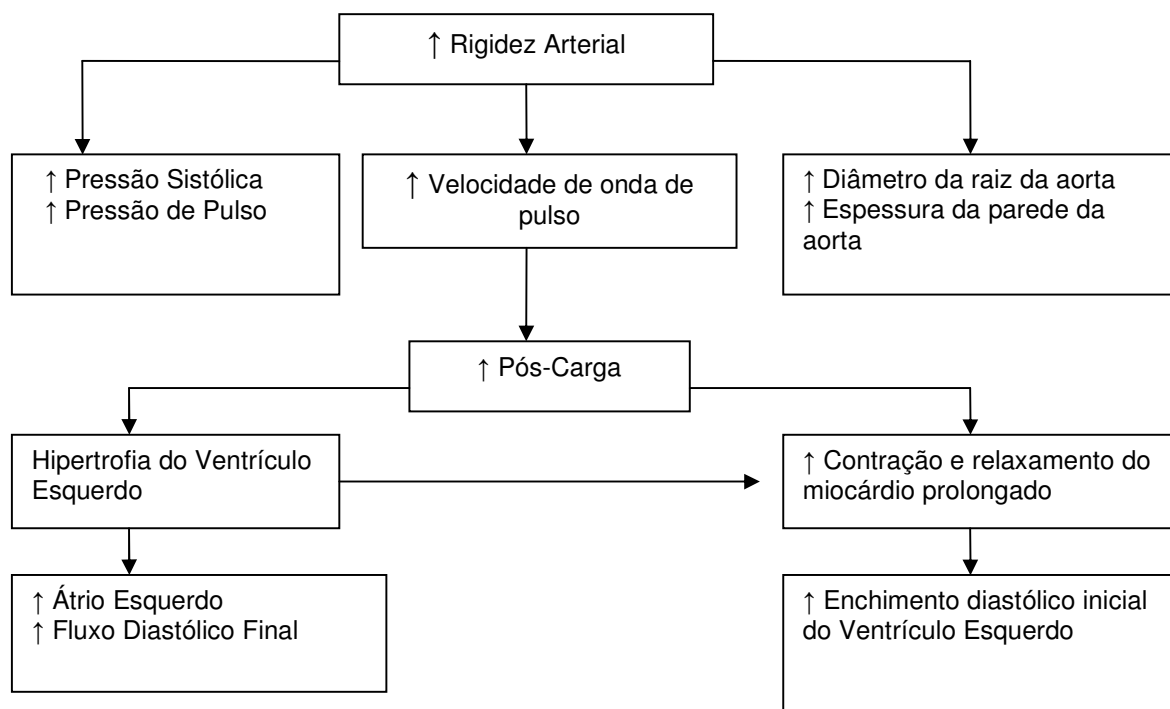 ↑ Rigidez Arterial
↑ Pressão Sistólica
↑ Pressão de Pulso
↑ Velocidade de onda de
pulso
↑ Diâmetro da raiz da aorta
↑ Espessura da parede da
aorta
↑ Pós-Carga
Hipertrofia do Ventrículo
Esquerdo
↑ Contração e relaxamento do
miocárdio prolongado
↑ Átrio Esquerdo
↑ Fluxo Diastólico Final
↑ Enchimento diastólico inicial
do Ventrículo Esquerdo